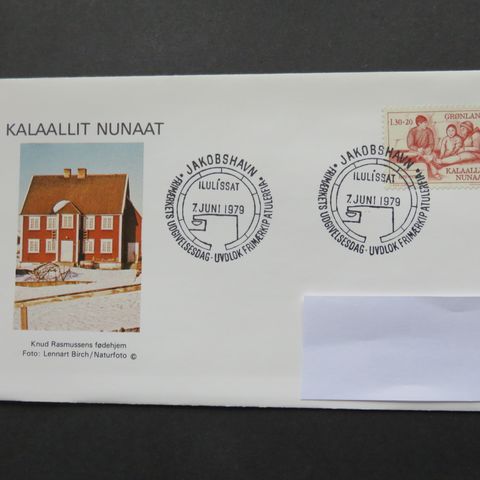 KALAALLIT NUNAAT
JAKOBSHAVN
ILULÍSSAT
7. JUNI 1979
FRIMÆRKETS UDGIVELSESDAG · UVDLOK FRIMÆRKIP ATULERFIA
JAKOBSHAVN
ILULÍSSAT
7. JUNI 1979
FRIMÆRKETS UDGIVELSESDAG · UVDLOK FRIMÆRKIP ATULERFIA
1.30+20 GRØNLAN
KALAALLIT
NUNAA
Knud Rasmussens fødehjem
Foto: Lennart Birch/Naturfoto ©